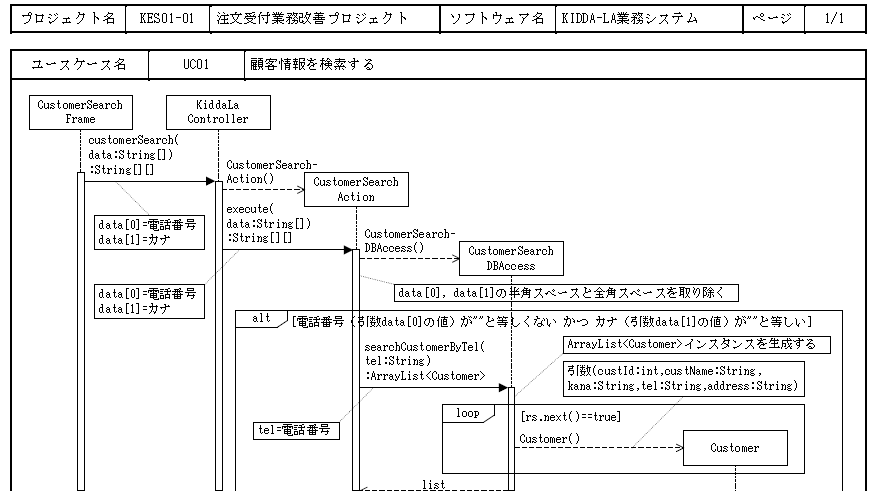 プロジェクト名 KES01-01 注文受付業務改善プロジェクト ソフトウェア名 KIDDA-LA業務システム ページ 1/1
ユースケース名 UC01 顧客情報を検索する
CustomerSearch
Frame
KiddaLa
Controller
customerSearch(
data:String[])
:String[][]
CustomerSearch-
Action()
CustomerSearch
Action
data[0]=電話番号
data[1]=カナ
execute(
data:String[])
:String[][]
CustomerSearch-
DBAccess()
CustomerSearch
DBAccess
data[0]=電話番号
data[1]=カナ
data[0], data[1]の半角スペースと全角スペースを取り除く
alt
[電話番号（引数data[0]の値）が""と等しくない かつ カナ（引数data[1]の値）が""と等しい]
searchCustomerByTel(
tel:String)
:ArrayList<Customer>
ArrayList<Customer>インスタンスを生成する
引数(custId:int,custName:String,
kana:String,tel:String,address:String)
tel=電話番号
loop
[rs.next()==true]
Customer()
Customer
list